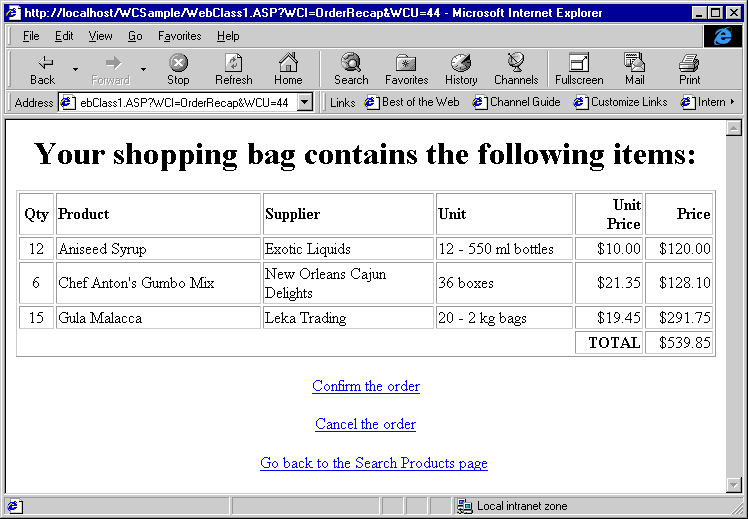 http://localhost/WCSample/WebClass1.ASP?WCI=OrderRecap&WCU=44 - Microsoft Internet Explorer
File Edit View Go Favorites Help
Back Forward Stop Refresh Home Search Favorites History Channels Fullscreen Mail Print
Address ebClass1.ASP?WCI=OrderRecap&WCU=44 Links Best of the Web Channel Guide Customize Links Intern
Your shopping bag contains the following items:
Qty Product Supplier Unit Unit Price Price
12 Aniseed Syrup Exotic Liquids 12 - 550 ml bottles $10.00 $120.00
6 Chef Anton's Gumbo Mix New Orleans Cajun Delights 36 boxes $21.35 $128.10
15 Gula Malacca Leka Trading 20 - 2 kg bags $19.45 $291.75
TOTAL $539.85
Confirm the order
Cancel the order
Go back to the Search Products page
Local intranet zone